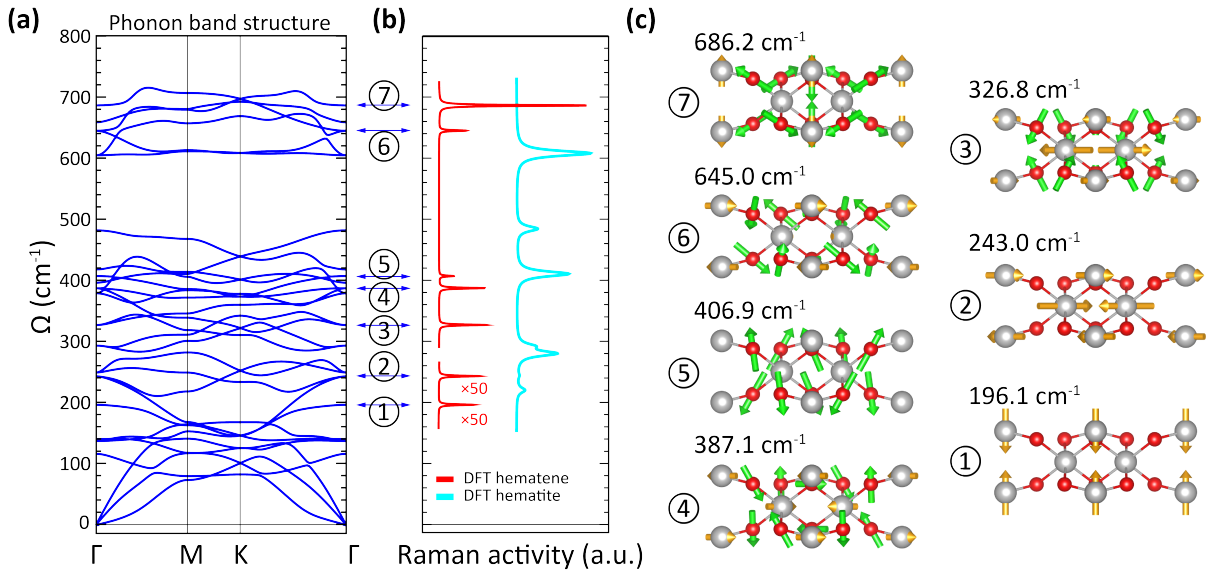 (a)
Phonon band structure
Ω (cm-1)
800
700
600
500
400
300
200
100
0
Γ M K Γ
(b)
7
6
5
4
3
2
1
×50
×50
DFT hematene
DFT hematite
Raman activity (a.u.)
(c)
686.2 cm-1
7
645.0 cm-1
6
406.9 cm-1
5
387.1 cm-1
4
326.8 cm-1
3
243.0 cm-1
2
196.1 cm-1
1